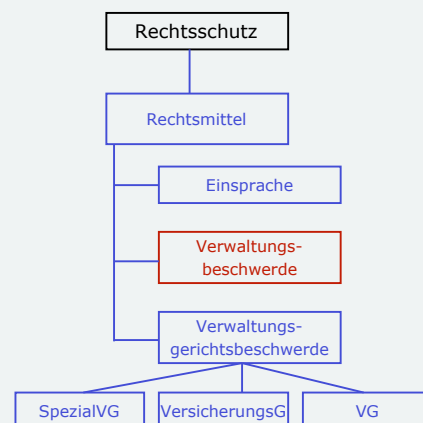 Rechtsschutz
Rechtsmittel
Einsprache
Verwaltungs-
beschwerde
Verwaltungs-
gerichtsbeschwerde
SpezialVG
VersicherungsG
VG